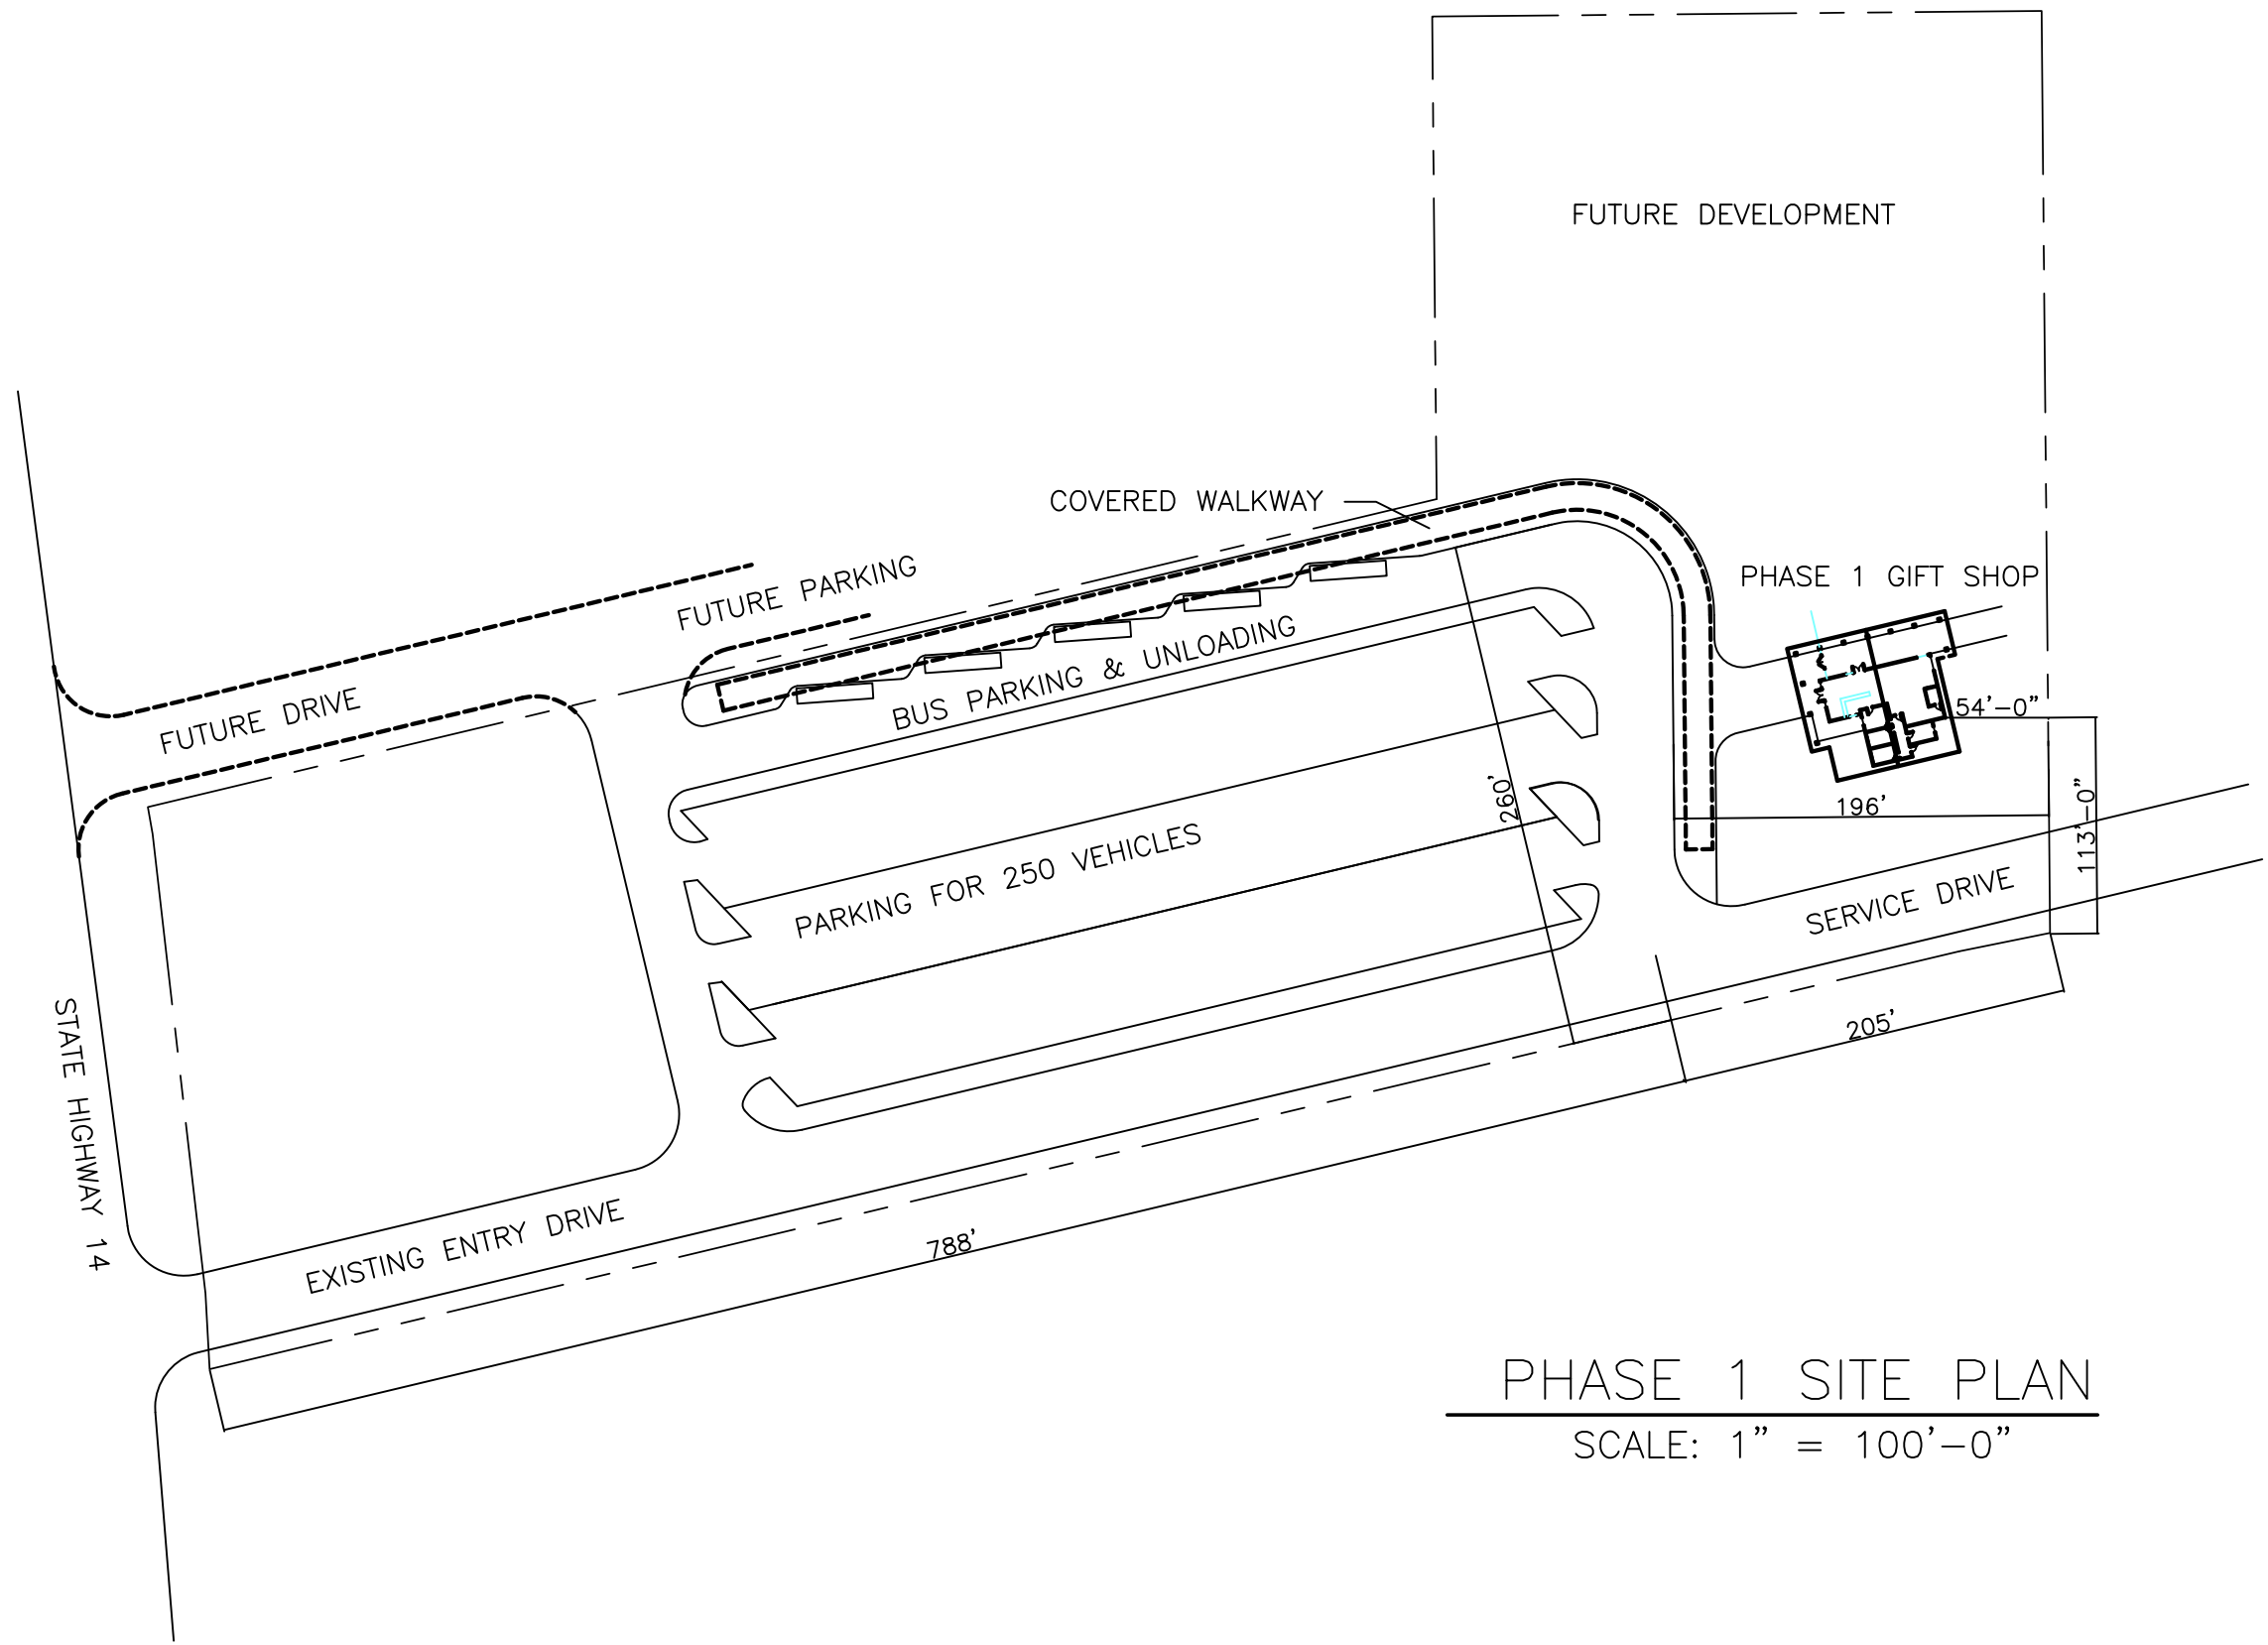 FUTURE DEVELOPMENT
COVERED WALKWAY
PHASE 1 GIFT SHOP
FUTURE PARKING
FUTURE DRIVE
BUS PARKING & UNLOADING
54'-0"
260'
196'
113'-0"
PARKING FOR 250 VEHICLES
SERVICE DRIVE
STATE HIGHWAY 14
205'
EXISTING ENTRY DRIVE
788'
PHASE 1 SITE PLAN
SCALE: 1" = 100'-0"